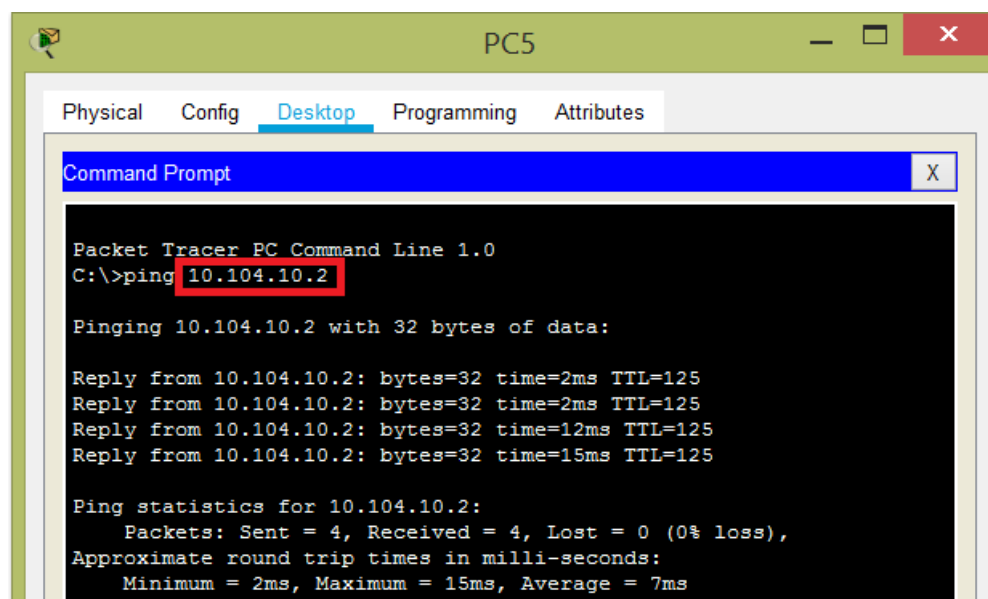 PC5
Physical Config Desktop Programming Attributes
Command Prompt X
Packet Tracer PC Command Line 1.0
C:\>ping 10.104.10.2
Pinging 10.104.10.2 with 32 bytes of data:
Reply from 10.104.10.2: bytes=32 time=2ms TTL=125
Reply from 10.104.10.2: bytes=32 time=2ms TTL=125
Reply from 10.104.10.2: bytes=32 time=12ms TTL=125
Reply from 10.104.10.2: bytes=32 time=15ms TTL=125
Ping statistics for 10.104.10.2:
    Packets: Sent = 4, Received = 4, Lost = 0 (0% loss),
Approximate round trip times in milli-seconds:
    Minimum = 2ms, Maximum = 15ms, Average = 7ms